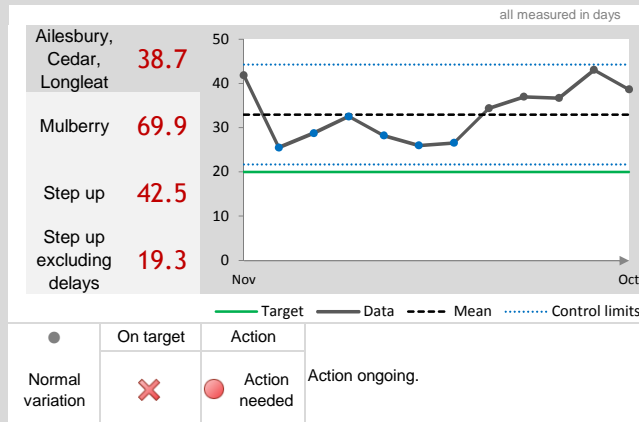 all measured in days
Ailesbury,
Cedar,
Longleat
38.7
Mulberry
69.9
Step up
42.5
Step up
excluding
delays
19.3
50
40
30
20
10
0
Nov
Oct
Target
Data
Mean
Control limits
On target
Action
Normal
variation
Action
needed
Action ongoing.